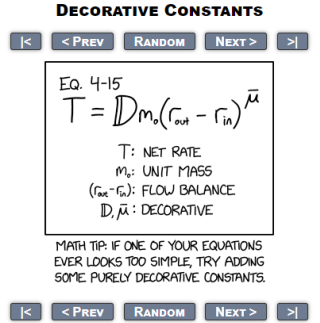 DECORATIVE CONSTANTS
|< < PREV RANDOM NEXT > >|
EQ. 4-15
T = 𝔻m₀(r_out - r_in)^μ̄
T: NET RATE
m₀: UNIT MASS
(r_out - r_in): FLOW BALANCE
𝔻, μ̄: DECORATIVE
MATH TIP: IF ONE OF YOUR EQUATIONS
EVER LOOKS TOO SIMPLE, TRY ADDING
SOME PURELY DECORATIVE CONSTANTS.
|< < PREV RANDOM NEXT > >|